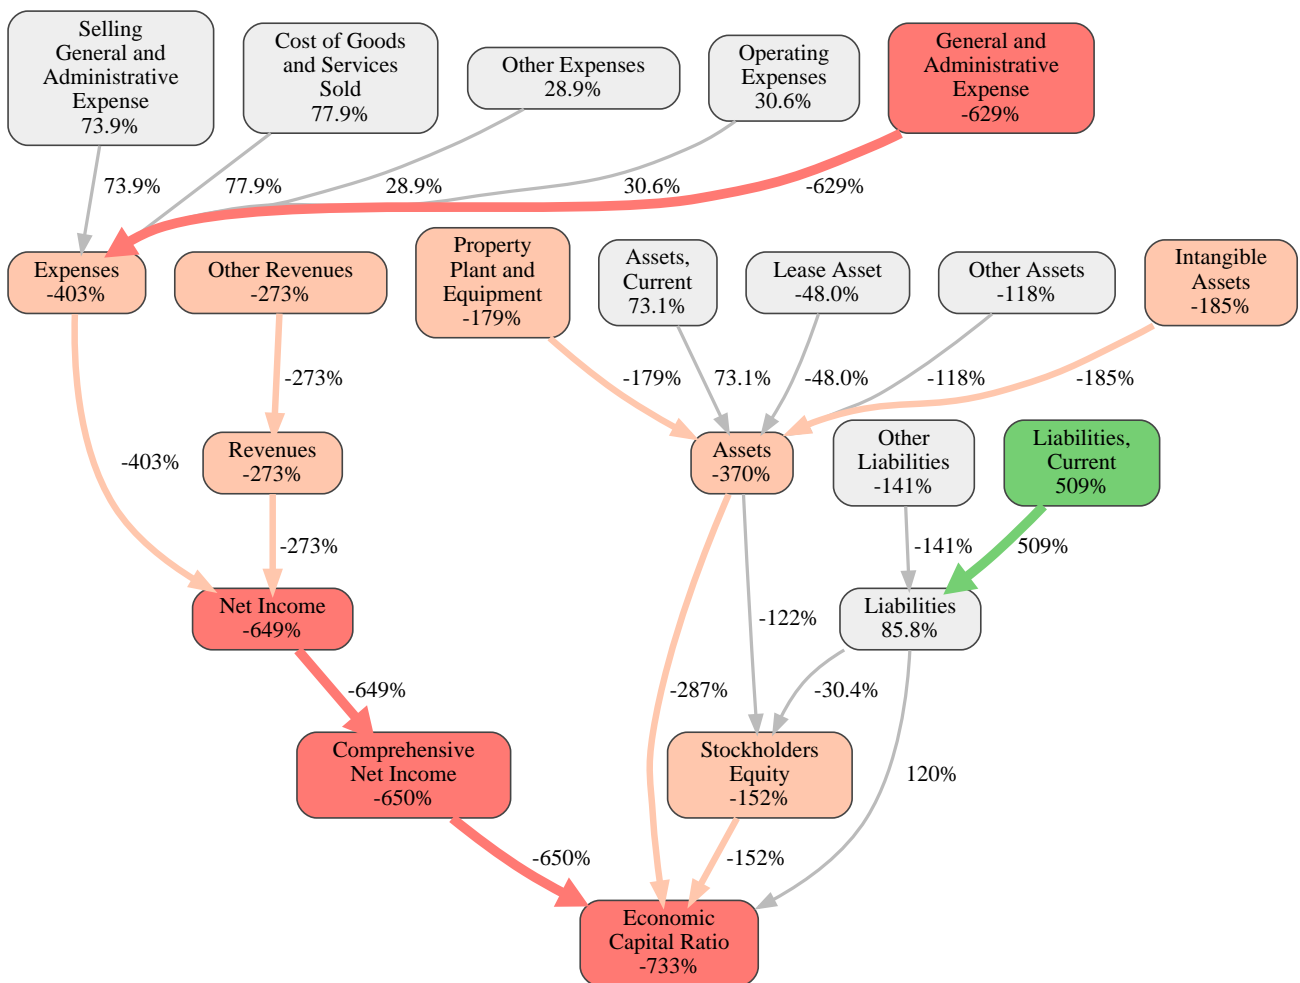 Selling
General and
Administrative
Expense
73.9%
Cost of Goods
and Services
Sold
77.9%
Other Expenses
28.9%
Operating
Expenses
30.6%
General and
Administrative
Expense
-629%
73.9%
77.9%
28.9%
30.6%
-629%
Expenses
-403%
Other Revenues
-273%
Property
Plant and
Equipment
-179%
Assets,
Current
73.1%
Lease Asset
-48.0%
Other Assets
-118%
Intangible
Assets
-185%
-273%
-179%
73.1%
-48.0%
-118%
-185%
-403%
Revenues
-273%
Assets
-370%
Other
Liabilities
-141%
Liabilities,
Current
509%
-273%
-141%
509%
Net Income
-649%
-122%
Liabilities
85.8%
-649%
-287%
-30.4%
120%
Comprehensive
Net Income
-650%
Stockholders
Equity
-152%
-650%
-152%
Economic
Capital Ratio
-733%